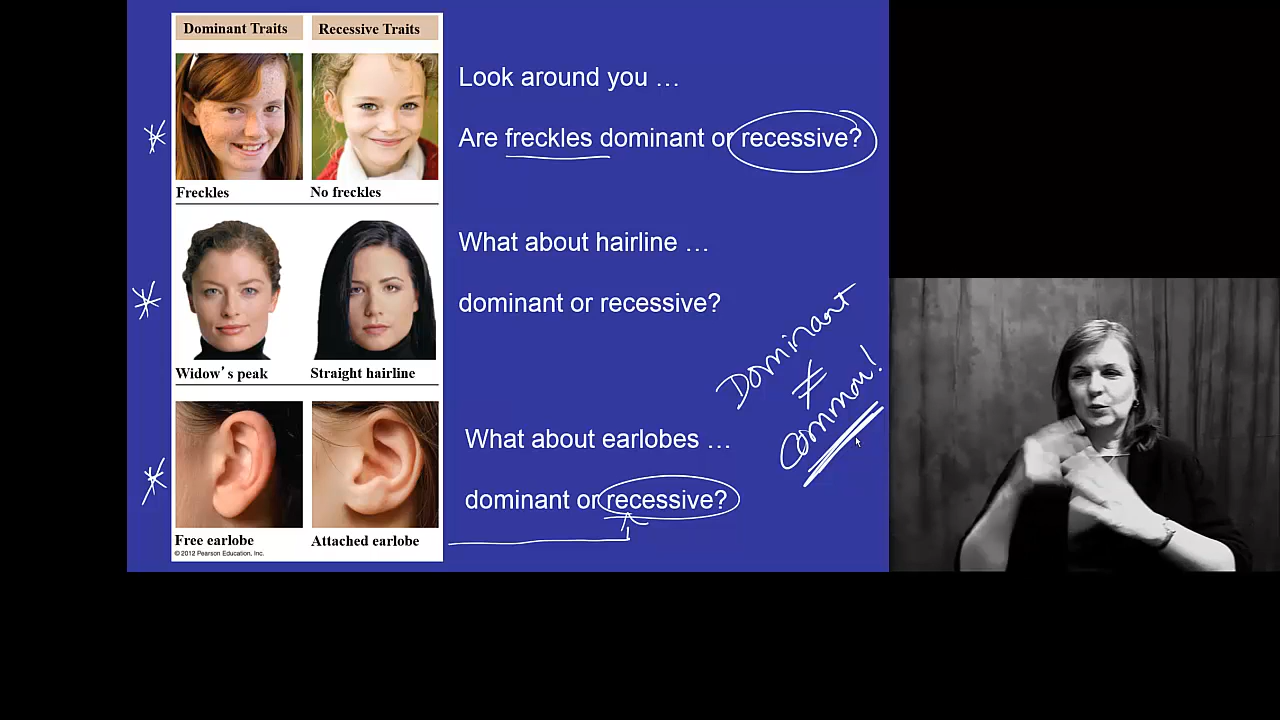 Dominant Traits
Recessive Traits
Freckles
No freckles
Widow's peak
Straight hairline
Free earlobe
Attached earlobe
© 2012 Pearson Education, Inc.
Look around you …
Are freckles dominant or recessive?
What about hairline …
dominant or recessive?
What about earlobes …
dominant or recessive?
Dominant
≠
common!